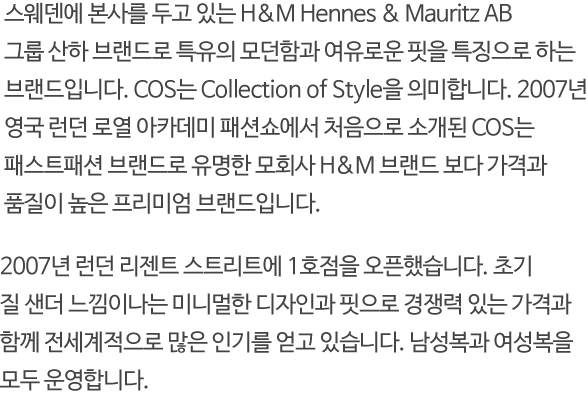 스웨덴에 본사를 두고 있는 H&M Hennes & Mauritz AB
그룹 산하 브랜드로 특유의 모던함과 여유로운 핏을 특징으로 하는
브랜드입니다. COS는 Collection of Style을 의미합니다. 2007년
영국 런던 로열 아카데미 패션쇼에서 처음으로 소개된 COS는
패스트패션 브랜드로 유명한 모회사 H&M 브랜드 보다 가격과
품질이 높은 프리미엄 브랜드입니다.
2007년 런던 리젠트 스트리트에 1호점을 오픈했습니다. 초기
질 샌더 느낌이나는 미니멀한 디자인과 핏으로 경쟁력 있는 가격과
함께 전세계적으로 많은 인기를 얻고 있습니다. 남성복과 여성복을
모두 운영합니다.